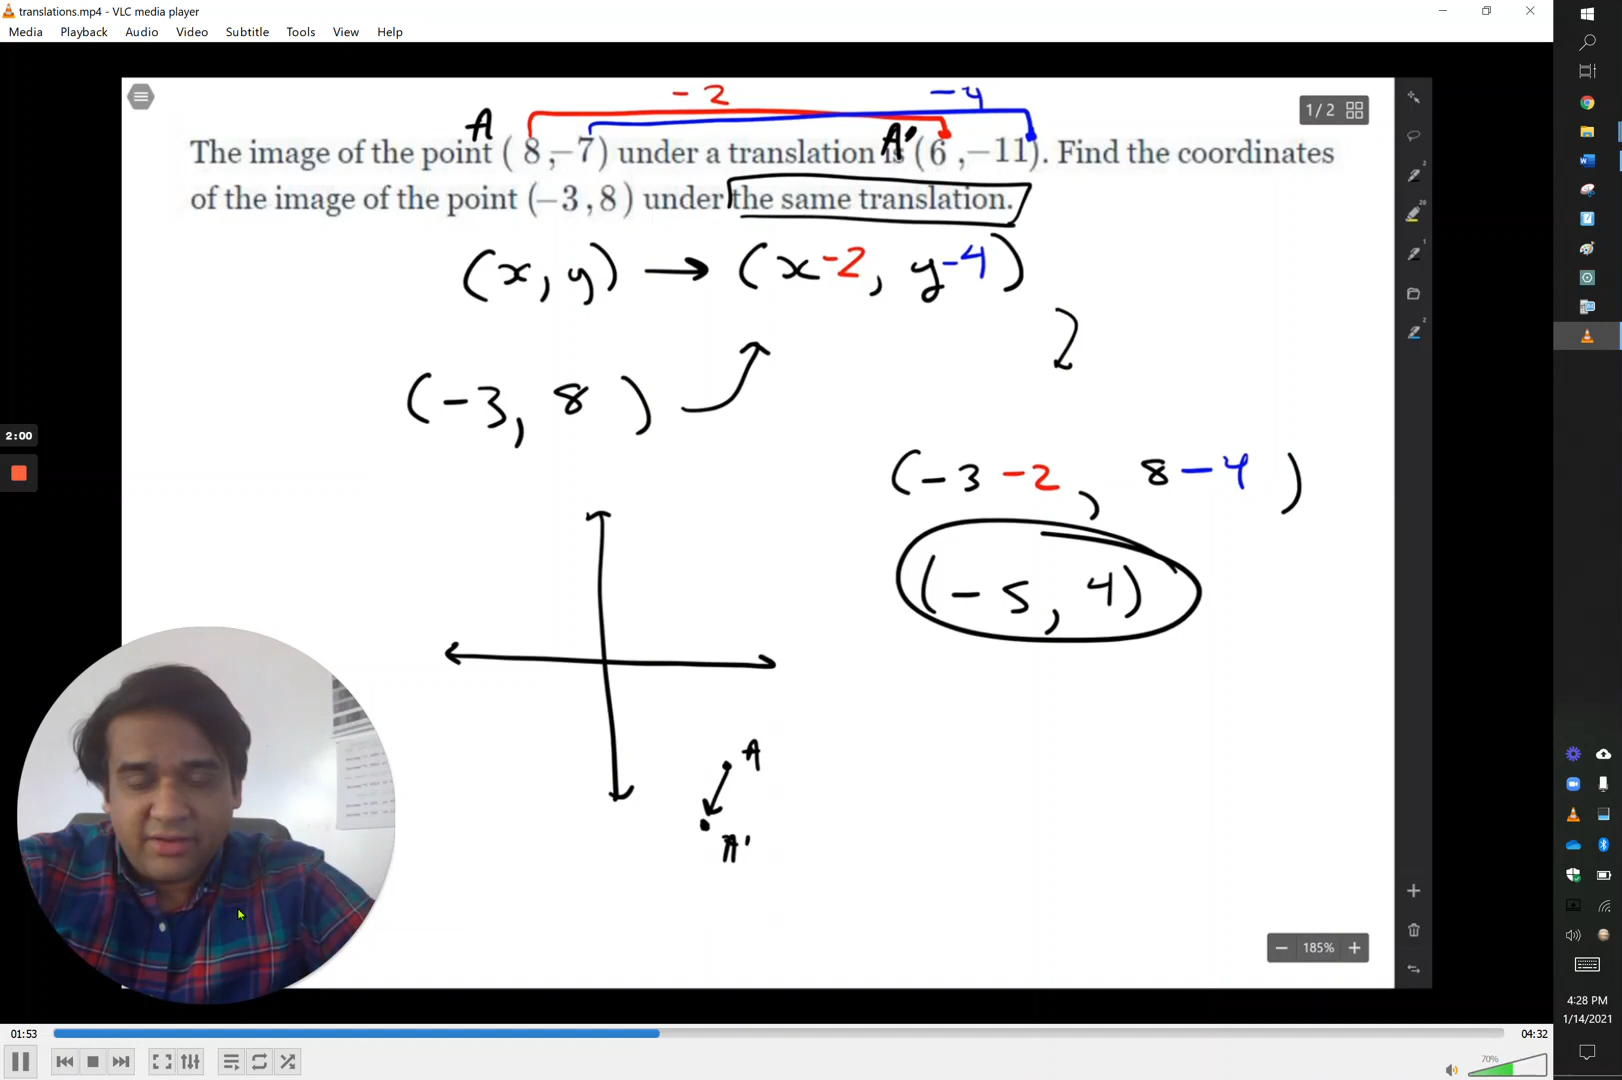 translations.mp4 - VLC media player
Media Playback Audio Video Subtitle Tools View Help
1/2
-2 -4
A A'
The image of the point ( 8 ,−7) under a translation is (6 ,−11). Find the coordinates
of the image of the point (−3 , 8 ) under the same translation.
(x, y) → (x-2, y-4)
(-3, 8 )
2:00
(-3 -2, 8-4 )
(-5, 4)
A
A'
185%
01:53 04:32
70%
4:28 PM
1/14/2021